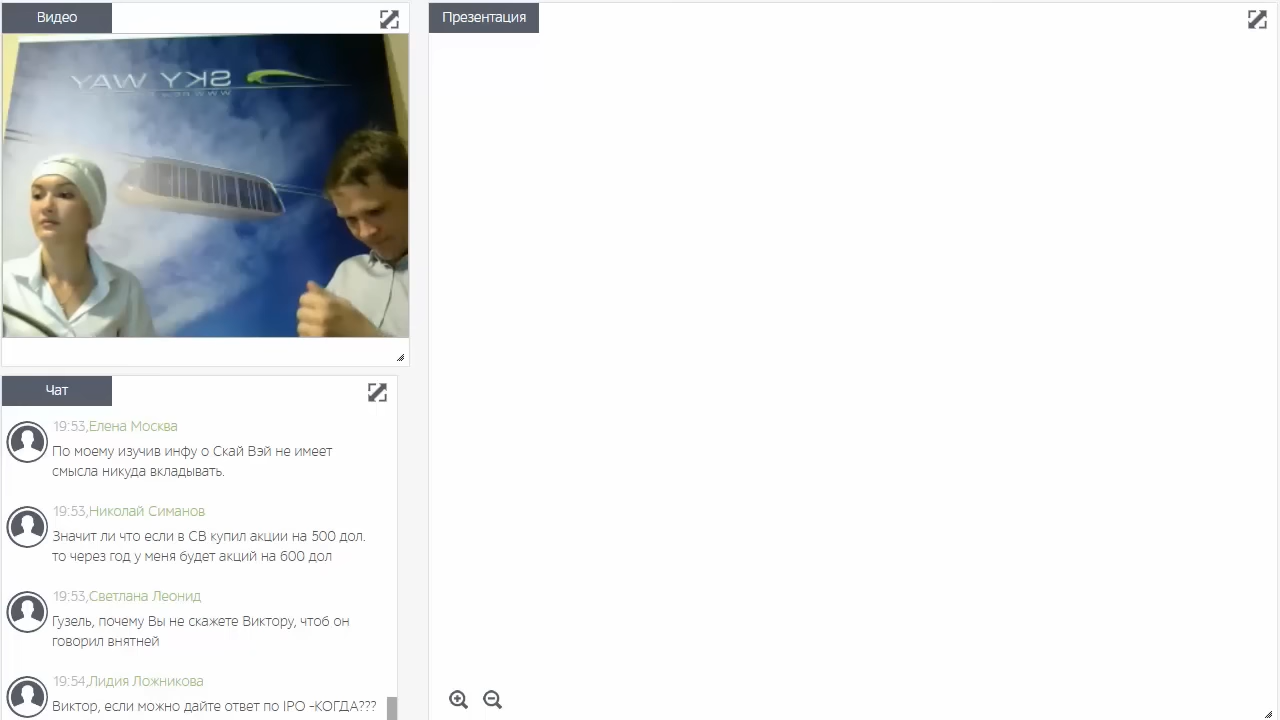 Видео
SKY WAY
Презентация
Чат
19:53,Елена Москва
По моему изучив инфу о Скай Вэй не имеет
смысла никуда вкладывать.
19:53,Николай Симанов
Значит ли что если в СВ купил акции на 500 дол.
то через год у меня будет акций на 600 дол
19:53,Светлана Леонид
Гузель, почему Вы не скажете Виктору, чтоб он
говорил внятней
19:54,Лидия Ложникова
Виктор, если можно дайте ответ по IPO -КОГДА???